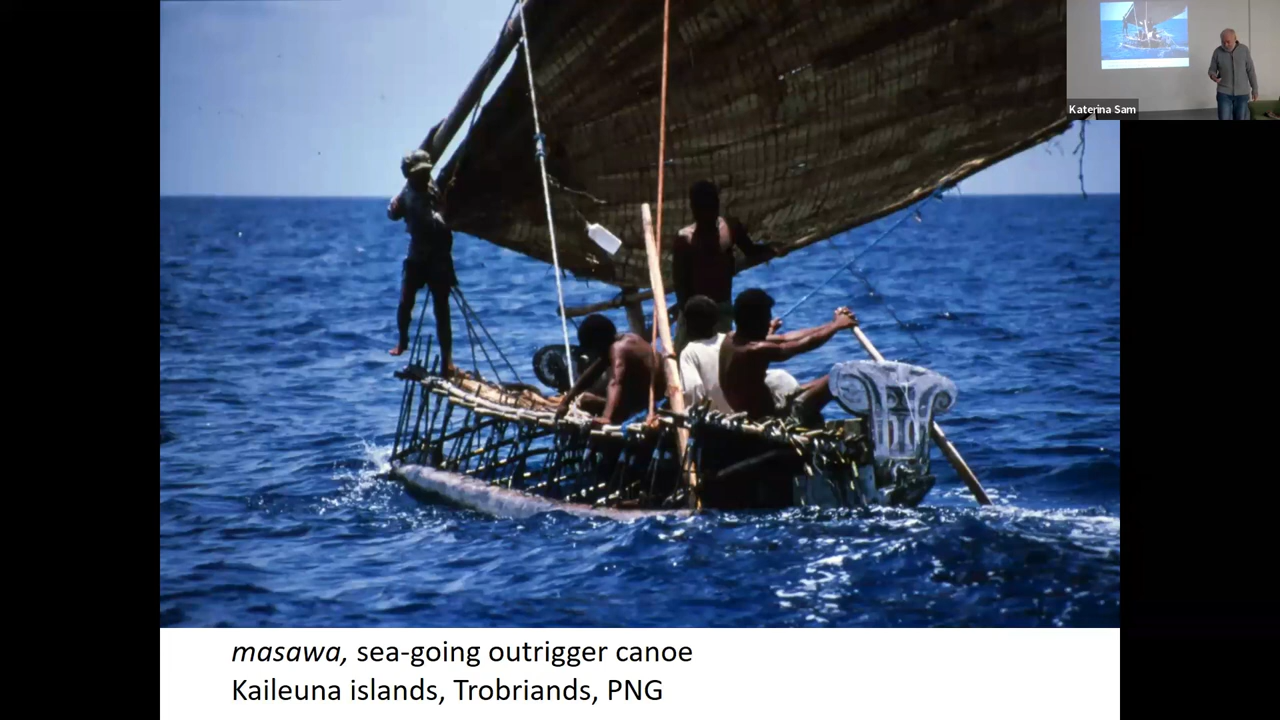 Katerina Sam
masawa, sea-going outrigger canoe
Kaileuna islands, Trobriands, PNG